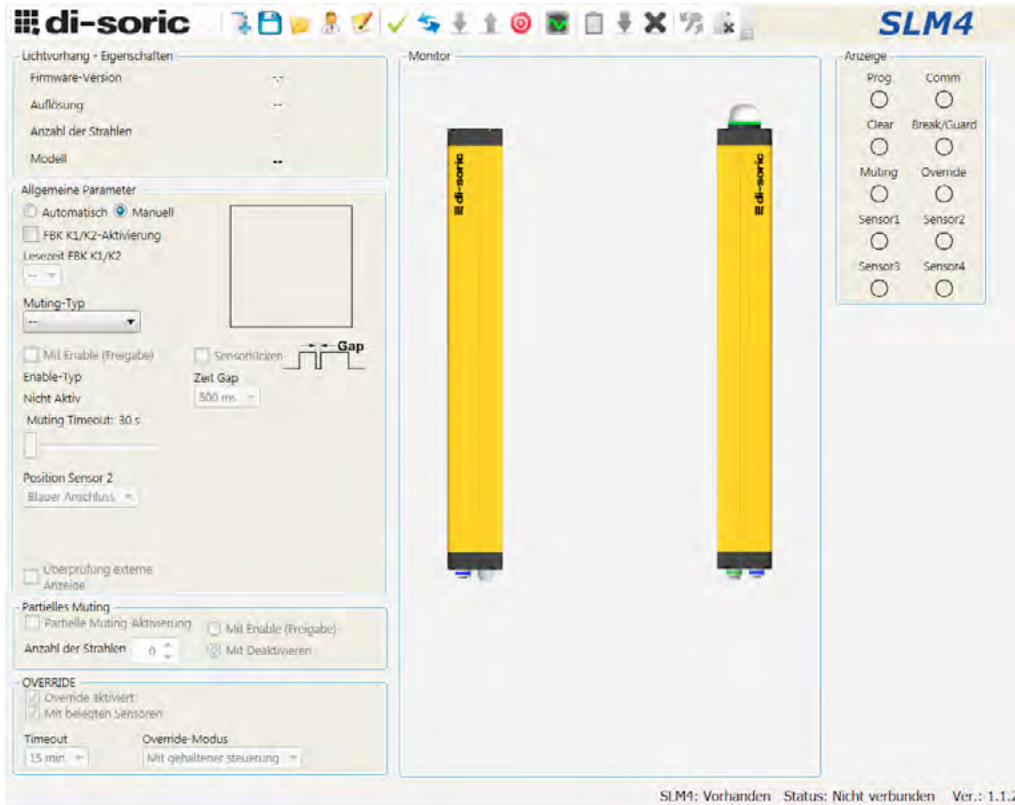 di-soric
SLM4
Lichtvorhang - Eigenschaften
Firmware-Version -.-
Auflösung --
Anzahl der Strahlen
Modell --
Allgemeine Parameter
Automatisch Manuell
FBK K1/K2-Aktivierung
Lesezeit FBK K1/K2
--
Muting-Typ
--
Mit Enable (Freigabe)
Sensorlücken
Gap
Enable-Typ
Zeit Gap
Nicht Aktiv
500 ms
Muting Timeout: 30 s
Position Sensor 2
Blauer Anschluss
Überprüfung externe
Anzeige
Partielles Muting
Partielle Muting-Aktivierung
Mit Enable (Freigabe)
Anzahl der Strahlen 0
Mit Deaktivieren
OVERRIDE
Override aktiviert
Mit belegten Sensoren
Timeout Override-Modus
15 min Mit gehaltener steuerung
Monitor
di-soric
di-soric
Anzeige
Prog Comm
Clear Break/Guard
Muting Override
Sensor1 Sensor2
Sensor3 Sensor4
SLM4: Vorhanden Status: Nicht verbunden Ver.: 1.1.2